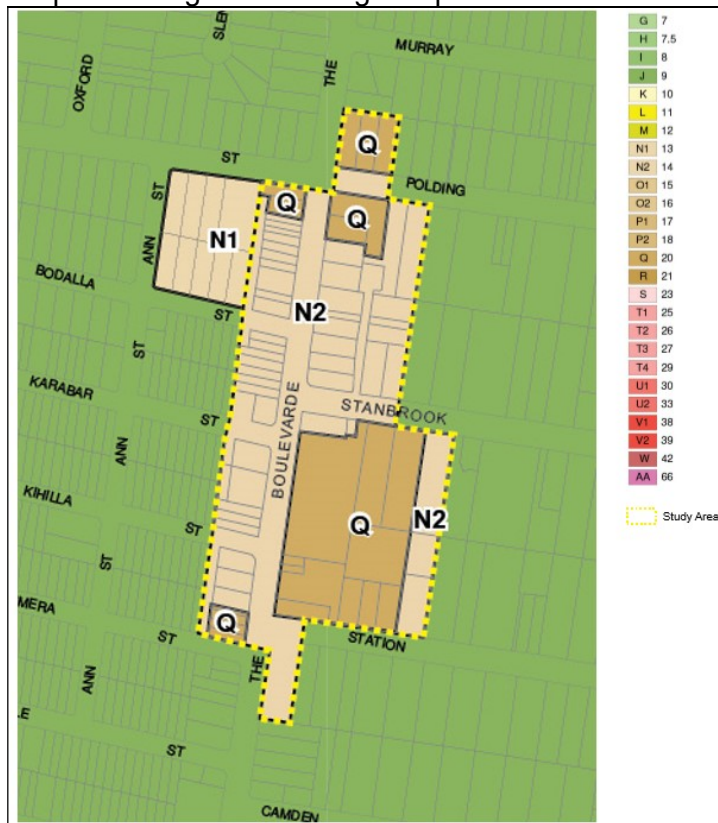 MURRAY
SLE
THE
OXFORD
Q
ST
POLDING
ST
Q
Q
N1
ANN
BODALLA
N2
ST
ST
KARABAR
STANBROOK
BOULEVARDE
ST
ANN
KIHILLA
Q
N2
ST
ST
MERA
Q
ST
STATION
THE
ANN
LE
ST
CAMDEN
G 7
H 7.5
I 8
J 9
K 10
L 11
M 12
N1 13
N2 14
O1 15
O2 16
P1 17
P2 18
Q 20
R 21
S 23
T1 25
T2 26
T3 27
T4 29
U1 30
U2 33
V1 38
V2 39
W 42
AA 66
Study Area